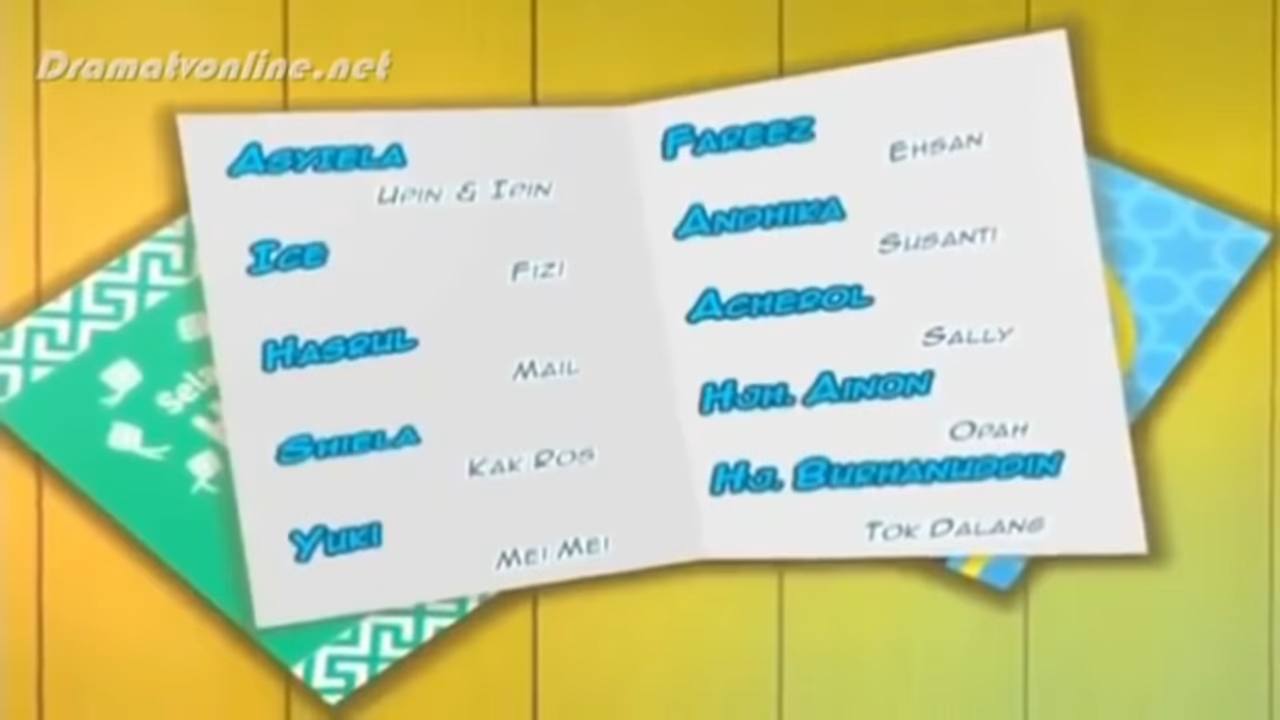 Dramatvonline.net
ASYIELA
UPIN & IPIN
ICE
FIZI
HASRUL
MAIL
SHIELA
KAK ROS
YUKI
MEI MEI
FAREEZ
EHSAN
ANDHIKA
SUSANTI
ACHEROL
SALLY
HJH. AINON
OPAH
HJ. BURHANUDDIN
TOK DALANG